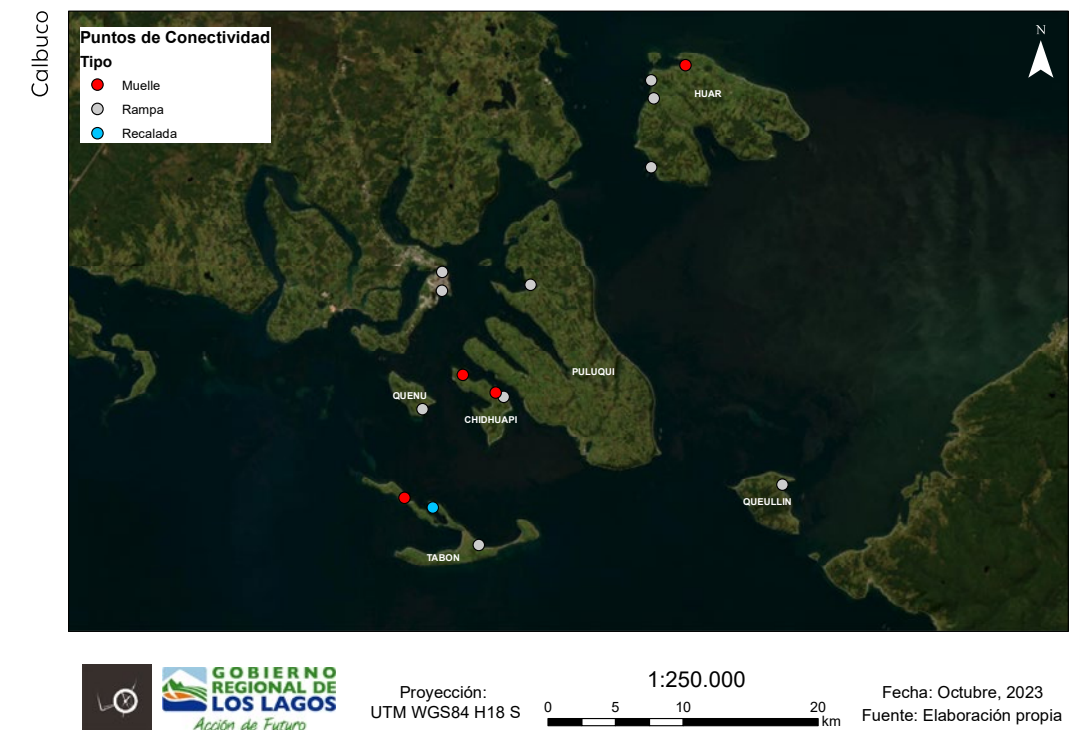 Calbuco
Puntos de Conectividad
Tipo
Muelle
Rampa
Recalada
N
HUAR
PULUQUI
QUENU
CHIDHUAPI
QUEULLIN
TABON
GOBIERNO
REGIONAL DE
LOS LAGOS
Acción de Futuro
Proyección:
UTM WGS84 H18 S
1:250.000
0 5 10 20
km
Fecha: Octubre, 2023
Fuente: Elaboración propia